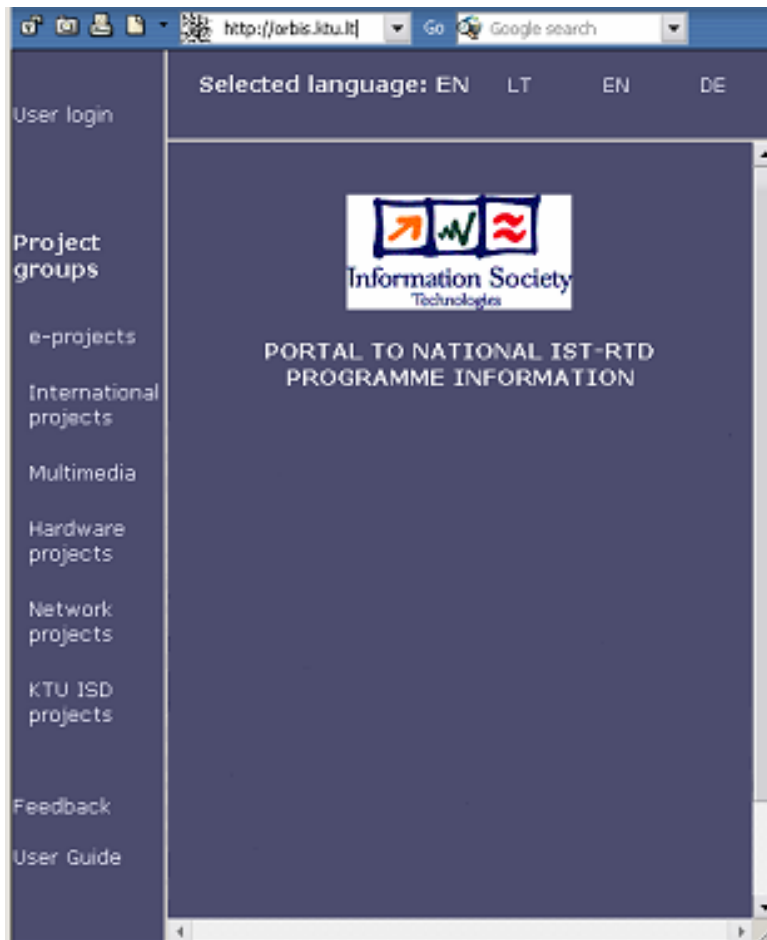 http://orbis.ktu.lt
Go
Google search
Selected language: EN LT EN DE
User login
Project
groups
e-projects
International
projects
Multimedia
Hardware
projects
Network
projects
KTU ISD
projects
Feedback
User Guide
Information Society
Technologies
PORTAL TO NATIONAL IST-RTD
PROGRAMME INFORMATION